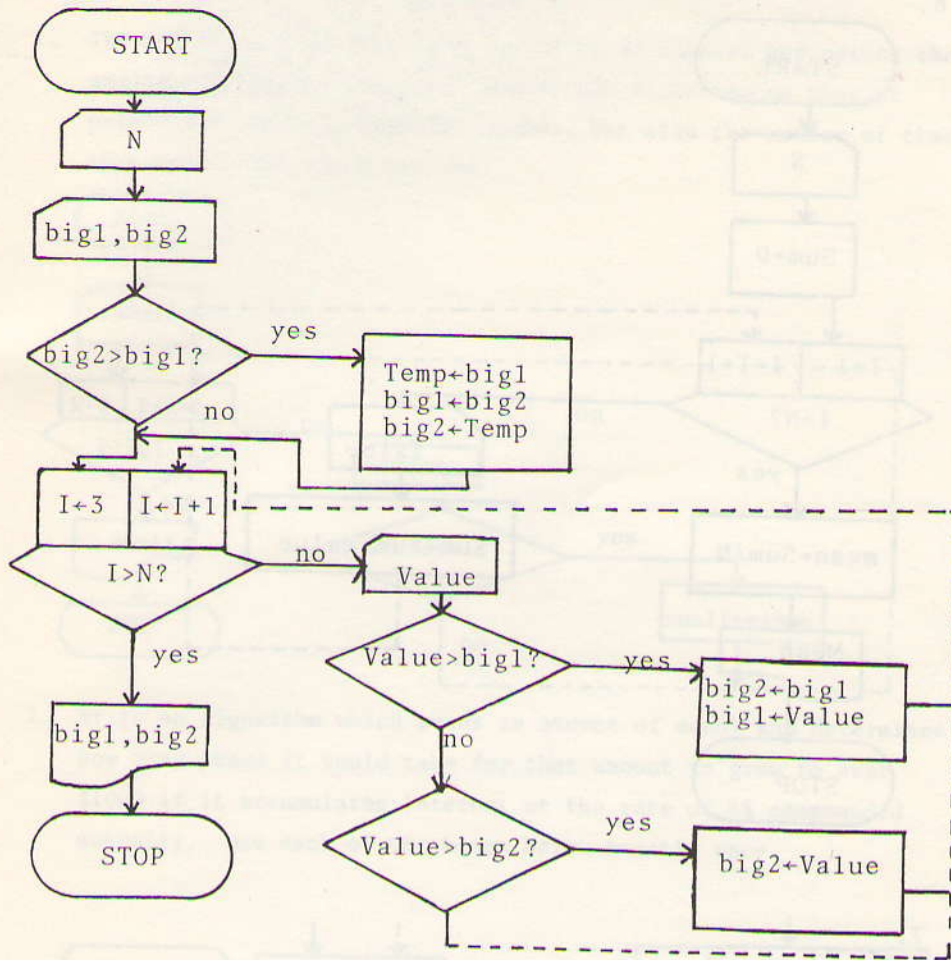 START
N
big1,big2
big2>big1?
yes
Temp←big1
big1←big2
big2←Temp
no
I←3
I←I+1
I>N?
no
Value
yes
Value>big1?
yes
big2←big1
big1←Value
no
big1,big2
Value>big2?
yes
big2←Value
STOP